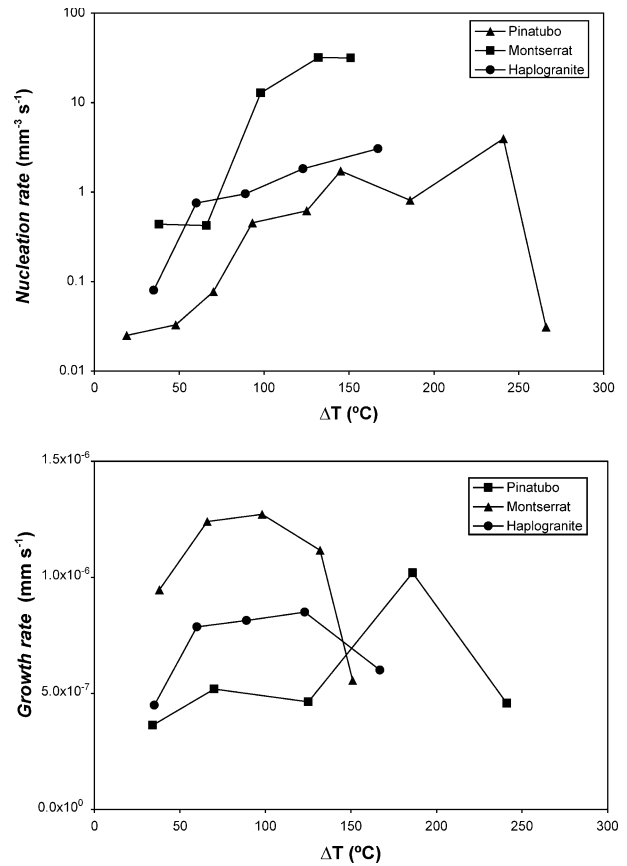 100
10
1
0.1
0.01
Nucleation rate (mm⁻³ s⁻¹)
Pinatubo
Montserrat
Haplogranite
0 50 100 150 200 250 300
ΔT (ºC)
1.5x10⁻⁶
1.0x10⁻⁶
5.0x10⁻⁷
0.0x10⁰
Growth rate (mm s⁻¹)
Pinatubo
Montserrat
Haplogranite
0 50 100 150 200 250 300
ΔT (ºC)